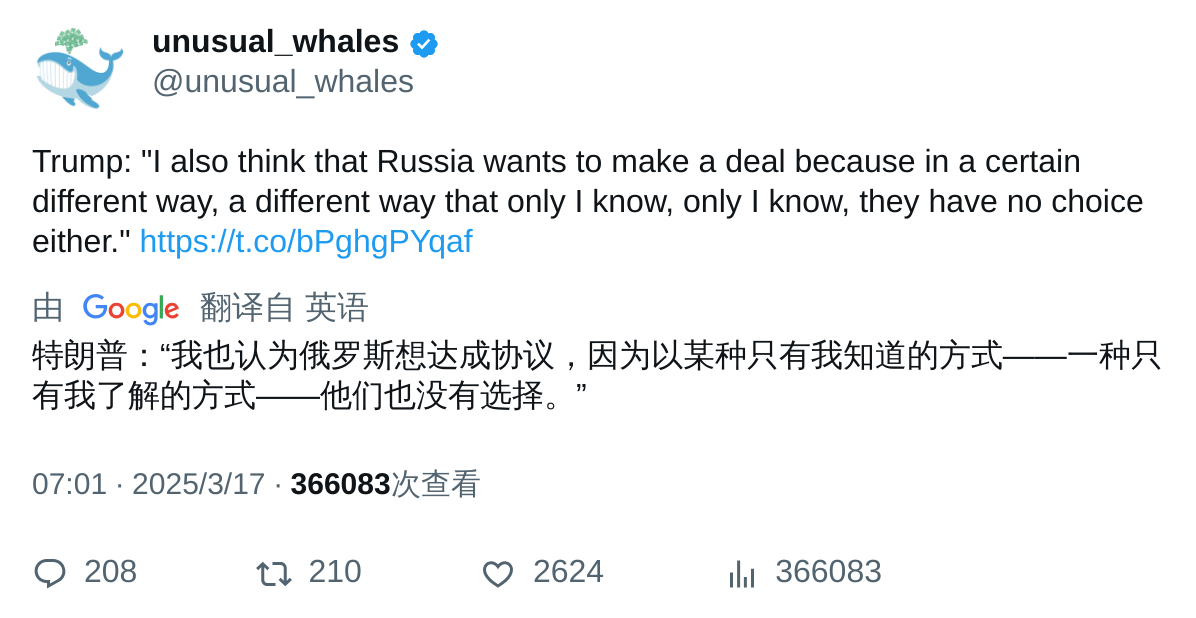 unusual_whales
@unusual_whales
Trump: "I also think that Russia wants to make a deal because in a certain
different way, a different way that only I know, only I know, they have no choice
either." https://t.co/bPghgPYqaf
由 Google 翻译自 英语
特朗普：“我也认为俄罗斯想达成协议，因为以某种只有我知道的方式——一种只
有我了解的方式——他们也没有选择。”
07:01 · 2025/3/17 · 366083次查看
208 210 2624 366083